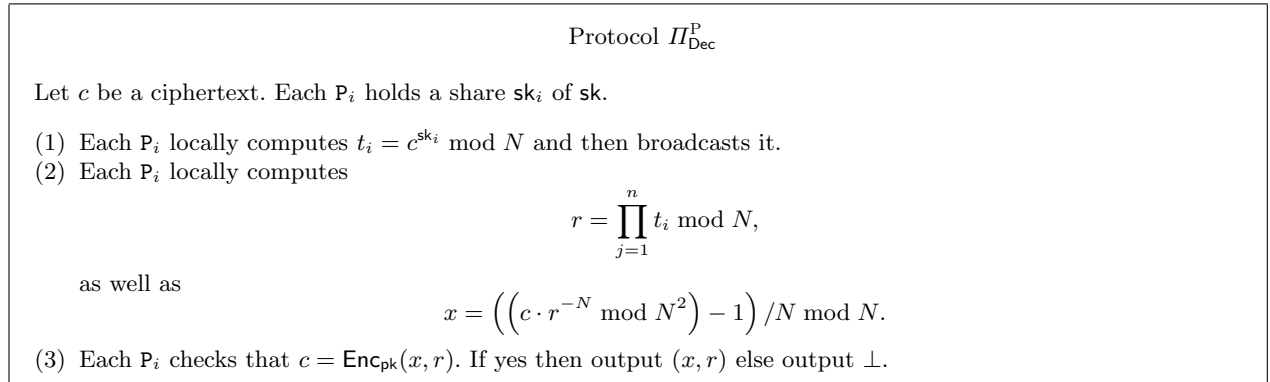 Protocol Π^P_Dec
Let c be a ciphertext. Each P_i holds a share sk_i of sk.
(1) Each P_i locally computes t_i = c^{sk_i} mod N and then broadcasts it.
(2) Each P_i locally computes
r = ∏_{j=1}^{n} t_i mod N,
as well as
x = ((c · r^{-N} mod N^2) − 1) /N mod N.
(3) Each P_i checks that c = Enc_pk(x, r). If yes then output (x, r) else output ⊥.